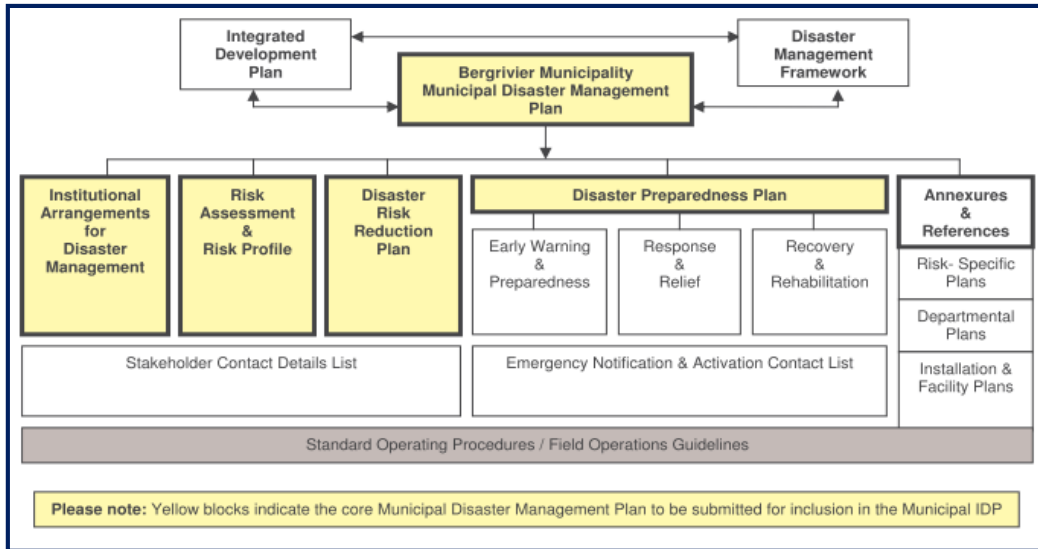 Integrated
Development
Plan
Disaster
Management
Framework
Bergrivier Municipality
Municipal Disaster Management
Plan
Institutional
Arrangements
for
Disaster
Management
Risk
Assessment
&
Risk Profile
Disaster
Risk
Reduction
Plan
Disaster Preparedness Plan
Early Warning
&
Preparedness
Response
&
Relief
Recovery
&
Rehabilitation
Annexures
&
References
Risk- Specific
Plans
Departmental
Plans
Installation &
Facility Plans
Stakeholder Contact Details List
Emergency Notification & Activation Contact List
Standard Operating Procedures / Field Operations Guidelines
Please note: Yellow blocks indicate the core Municipal Disaster Management Plan to be submitted for inclusion in the Municipal IDP